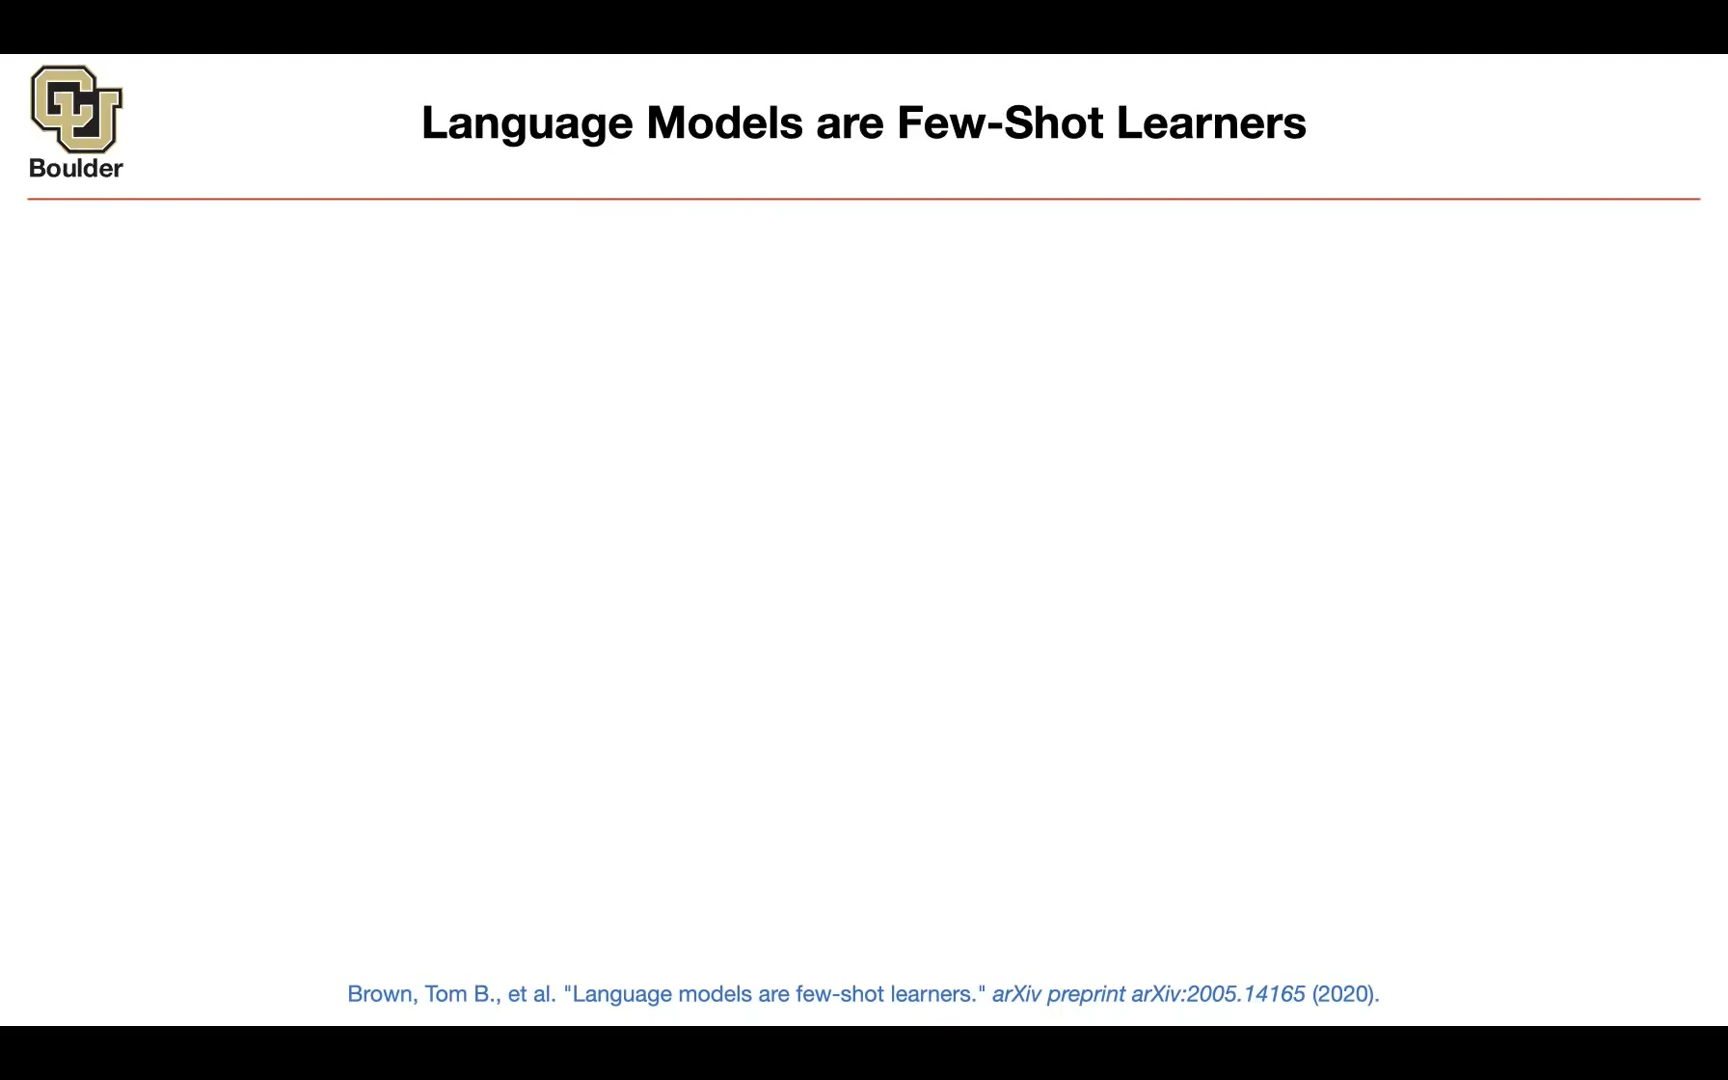 CU
Boulder
Language Models are Few-Shot Learners
Brown, Tom B., et al. "Language models are few-shot learners." arXiv preprint arXiv:2005.14165 (2020).